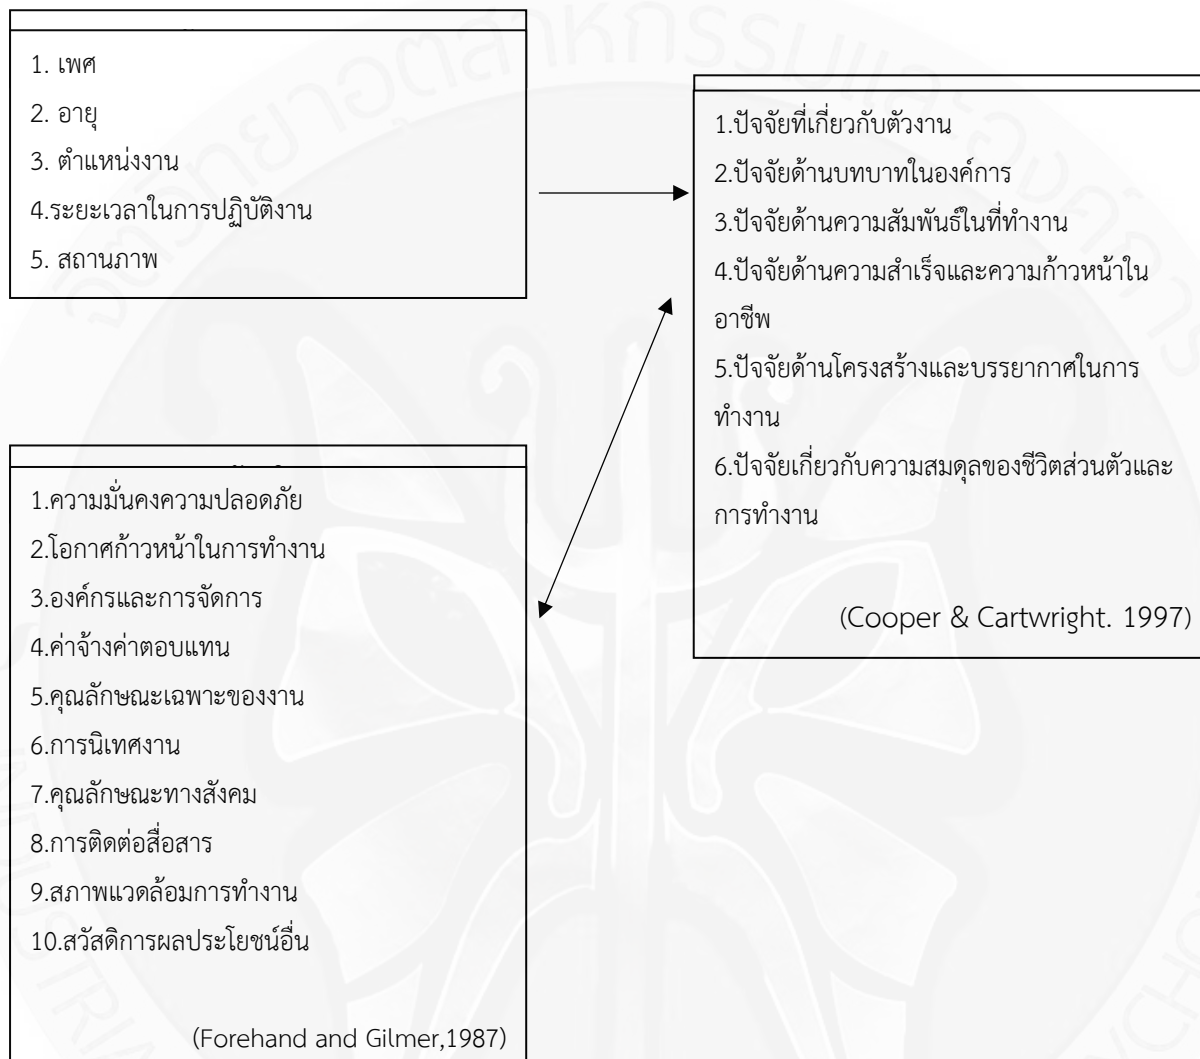 1. เพศ
2. อายุ
3. ตำแหน่งงาน
4.ระยะเวลาในการปฏิบัติงาน
5. สถานภาพ
1.ปัจจัยที่เกี่ยวกับตัวงาน
2.ปัจจัยด้านบทบาทในองค์การ
3.ปัจจัยด้านความสัมพันธ์ในที่ทำงาน
4.ปัจจัยด้านความสำเร็จและความก้าวหน้าใน
อาชีพ
5.ปัจจัยด้านโครงสร้างและบรรยากาศในการ
ทำงาน
6.ปัจจัยเกี่ยวกับความสมดุลของชีวิตส่วนตัวและ
การทำงาน
(Cooper & Cartwright. 1997)
1.ความมั่นคงความปลอดภัย
2.โอกาสก้าวหน้าในการทำงาน
3.องค์กรและการจัดการ
4.ค่าจ้างค่าตอบแทน
5.คุณลักษณะเฉพาะของงาน
6.การนิเทศงาน
7.คุณลักษณะทางสังคม
8.การติดต่อสื่อสาร
9.สภาพแวดล้อมการทำงาน
10.สวัสดิการผลประโยชน์อื่น
(Forehand and Gilmer,1987)